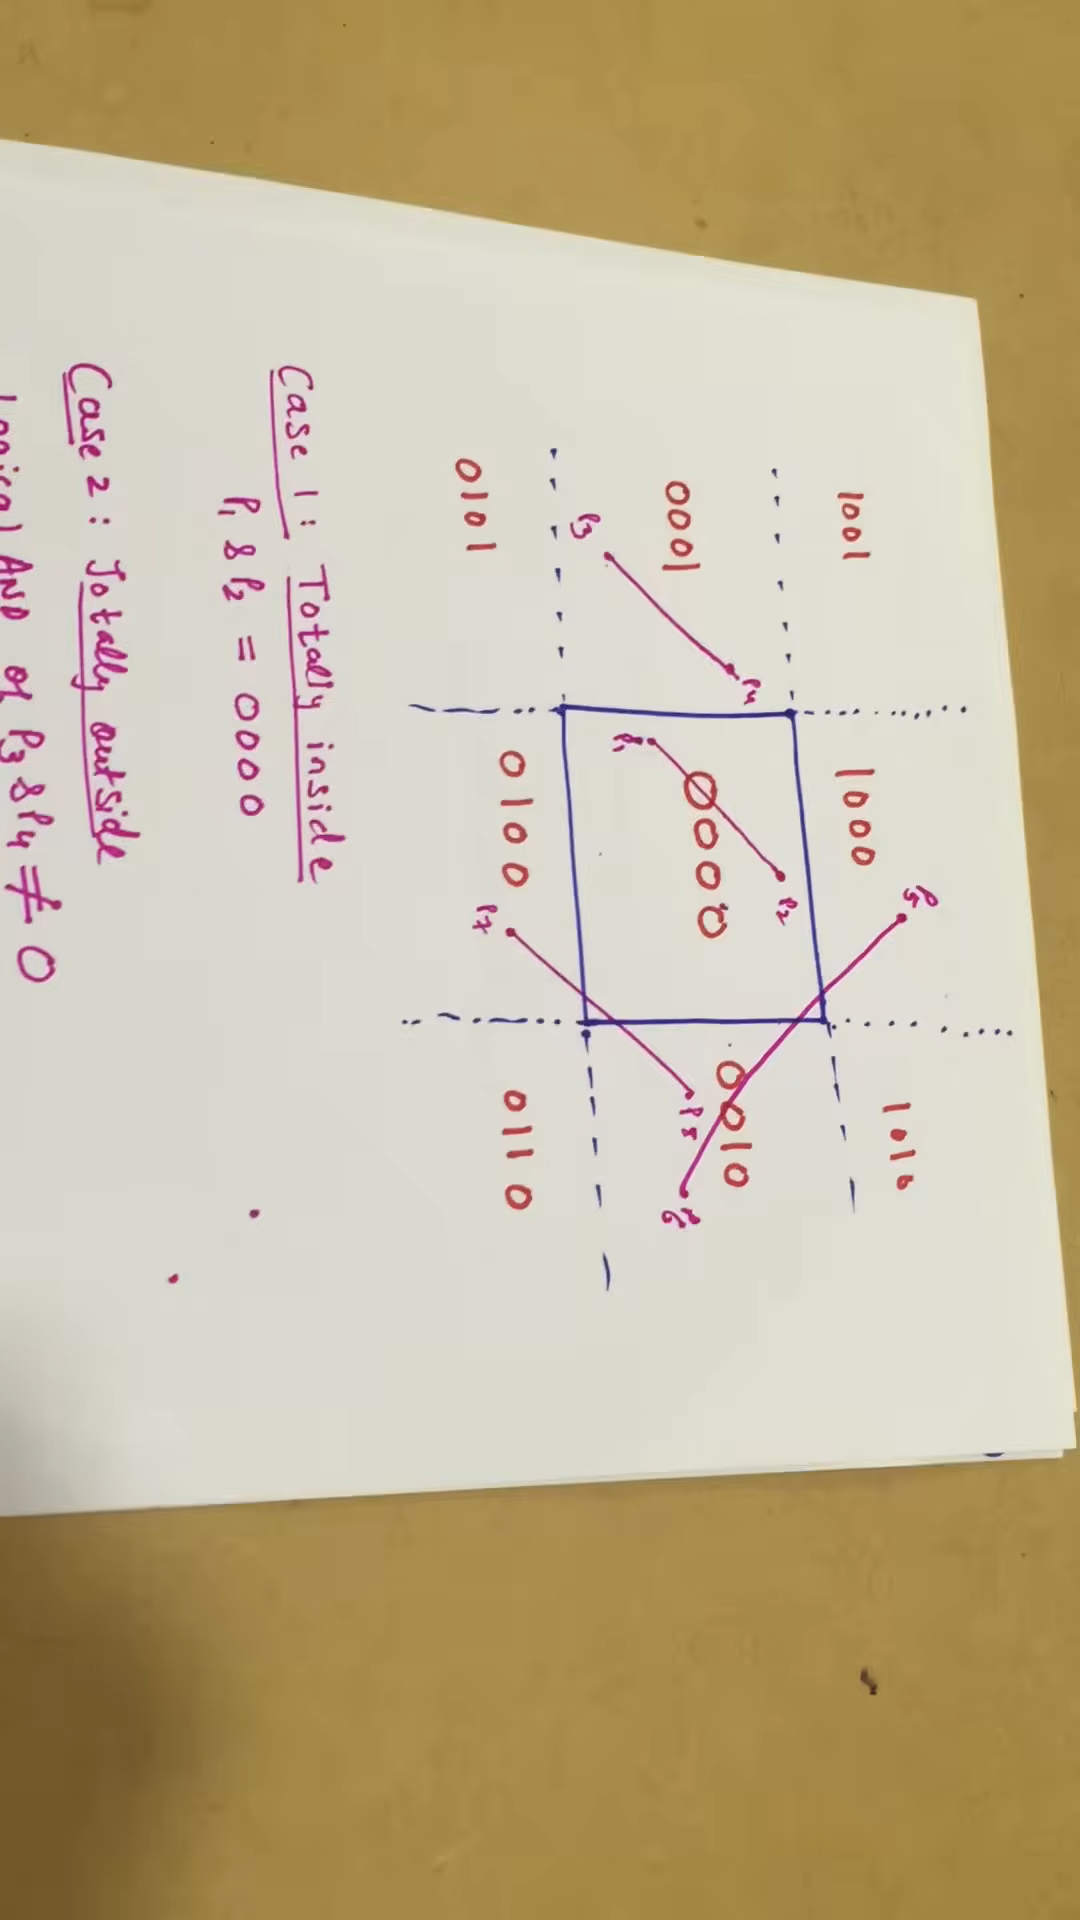 1001 1000 1010
P5
P4 P2
0001 0000 0010
P3 P1 P8 P6
0101 0100 0110
P7
Case 1: Totally inside
P1 & P2 = 0000
Case 2: Totally outside
Logical AND of P3 & P4 ≠ 0